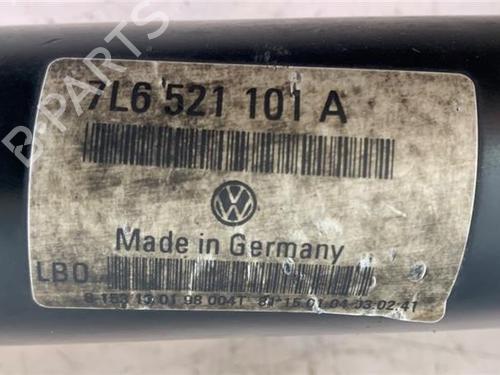 B-PARTS
7L6 521 101 A
Made in Germany
LBO